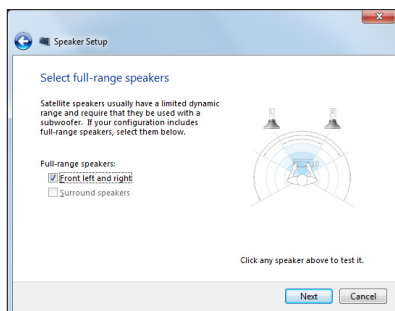 Speaker Setup
Select full-range speakers
Satellite speakers usually have a limited dynamic
range and require that they be used with a
subwoofer. If your configuration includes
full-range speakers, select them below.
L R
Full-range speakers:
Front left and right
Surround speakers
Click any speaker above to test it.
Next Cancel